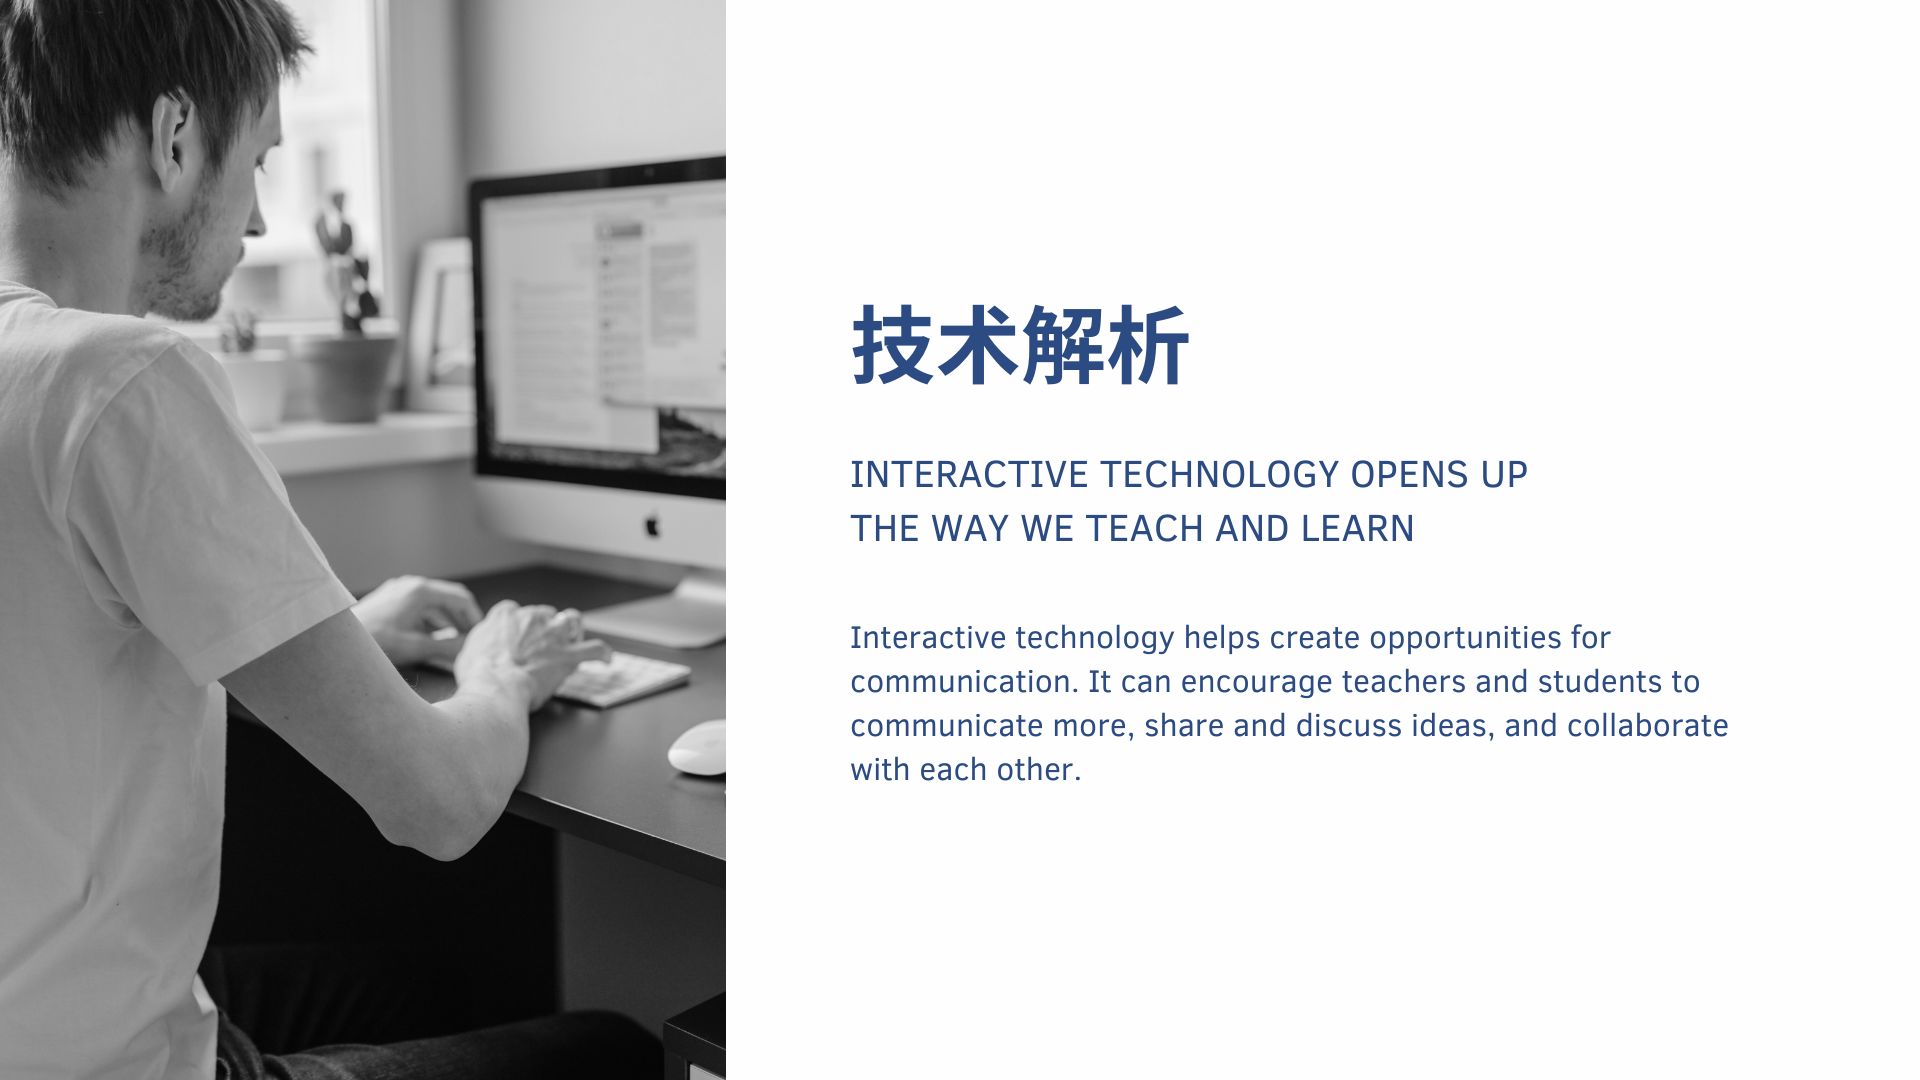 技术解析
INTERACTIVE TECHNOLOGY OPENS UP
THE WAY WE TEACH AND LEARN
Interactive technology helps create opportunities for
communication. It can encourage teachers and students to
communicate more, share and discuss ideas, and collaborate
with each other.